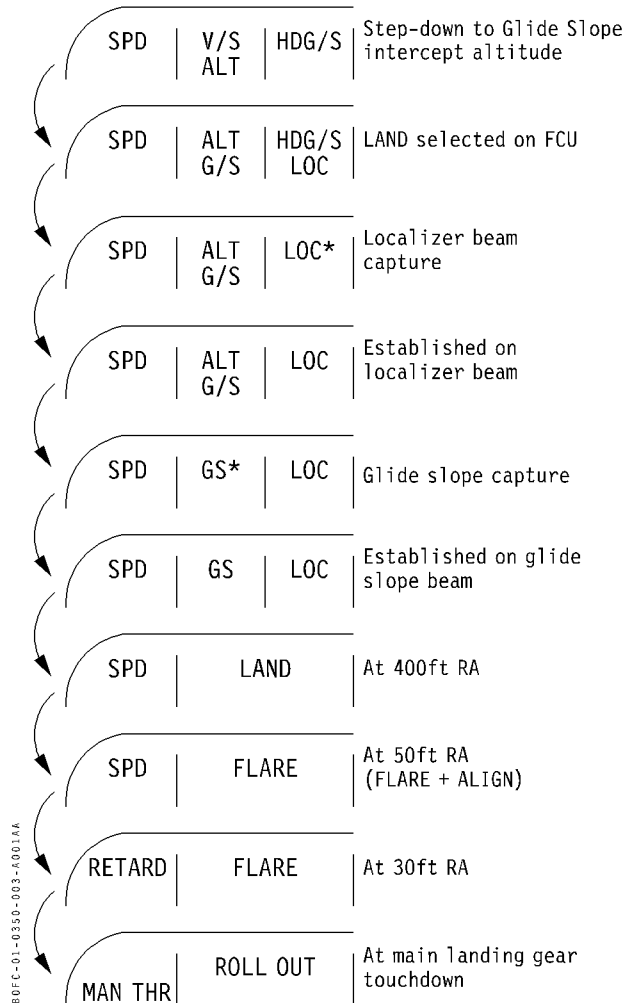 SPD V/S HDG/S Step-down to Glide Slope
ALT intercept altitude
SPD ALT HDG/S LAND selected on FCU
G/S LOC
SPD ALT LOC* Localizer beam
G/S capture
SPD ALT LOC Established on
G/S localizer beam
SPD GS* LOC Glide slope capture
SPD GS LOC Established on glide
slope beam
SPD LAND At 400ft RA
SPD FLARE At 50ft RA
(FLARE + ALIGN)
RETARD FLARE At 30ft RA
ROLL OUT At main landing gear
MAN THR touchdown
B0FC-01-0350-003-A001AA